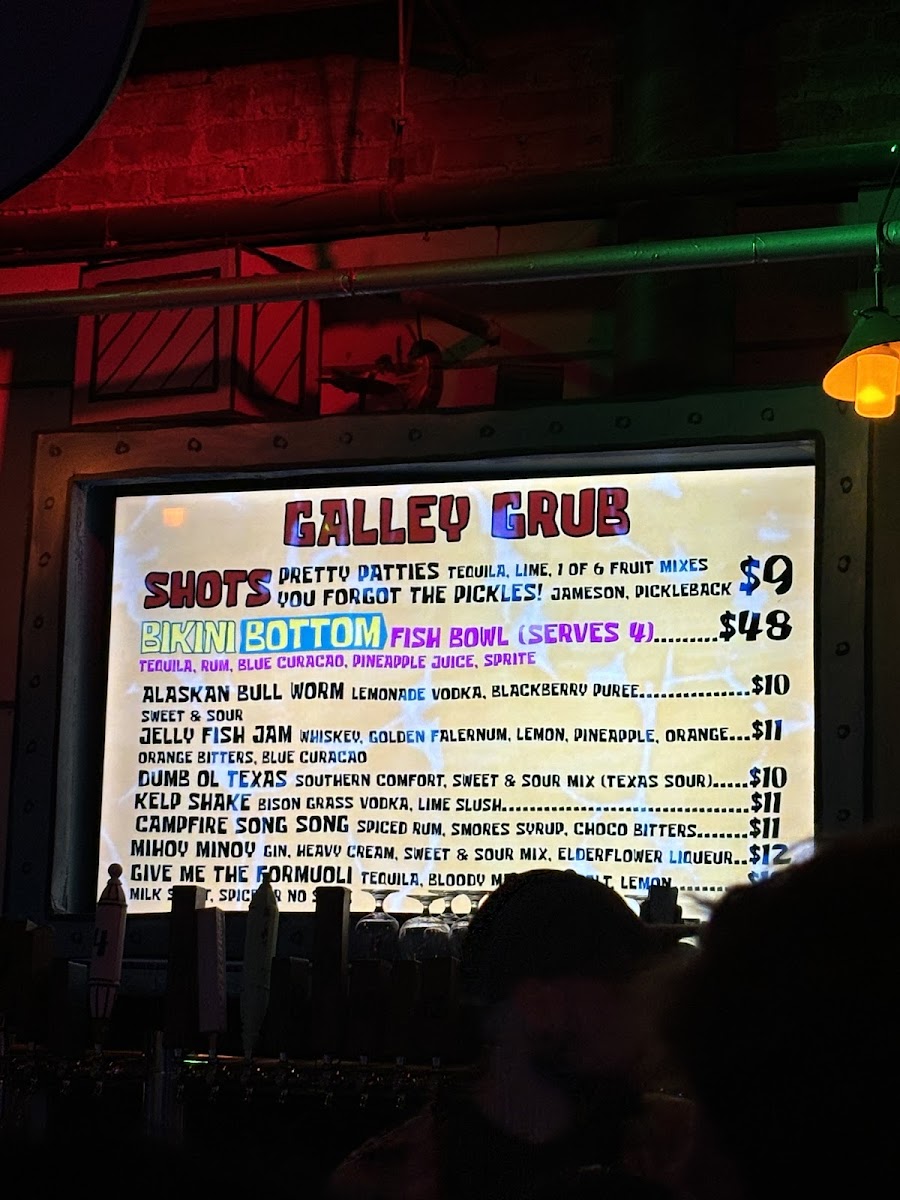 GALLEY GRUB
SHOTS PRETTY PATTIES TEQUILA, LIME, 1 OF 6 FRUIT MIXES $9
YOU FORGOT THE PICKLES! JAMESON, PICKLEBACK
BIKINI BOTTOM FISH BOWL (SERVES 4).........$48
TEQUILA, RUM, BLUE CURACAO, PINEAPPLE JUICE, SPRITE
ALASKAN BULL WORM LEMONADE VODKA, BLACKBERRY PUREE...............$10
SWEET & SOUR
JELLY FISH JAM WHISKEY, GOLDEN FALERNUM, LEMON, PINEAPPLE, ORANGE...$11
ORANGE BITTERS, BLUE CURACAO
DUMB OL TEXAS SOUTHERN COMFORT, SWEET & SOUR MIX (TEXAS SOUR).....$10
KELP SHAKE BISON GRASS VODKA, LIME SLUSH..................................$11
CAMPFIRE SONG SONG SPICED RUM, SMORES SYRUP, CHOCO BITTERS.......$11
MIHOY MINOY GIN, HEAVY CREAM, SWEET & SOUR MIX, ELDERFLOWER LIQUEUR..$12
GIVE ME THE FORMUOLI TEQUILA, BLOODY LEMON.........
MILK NO